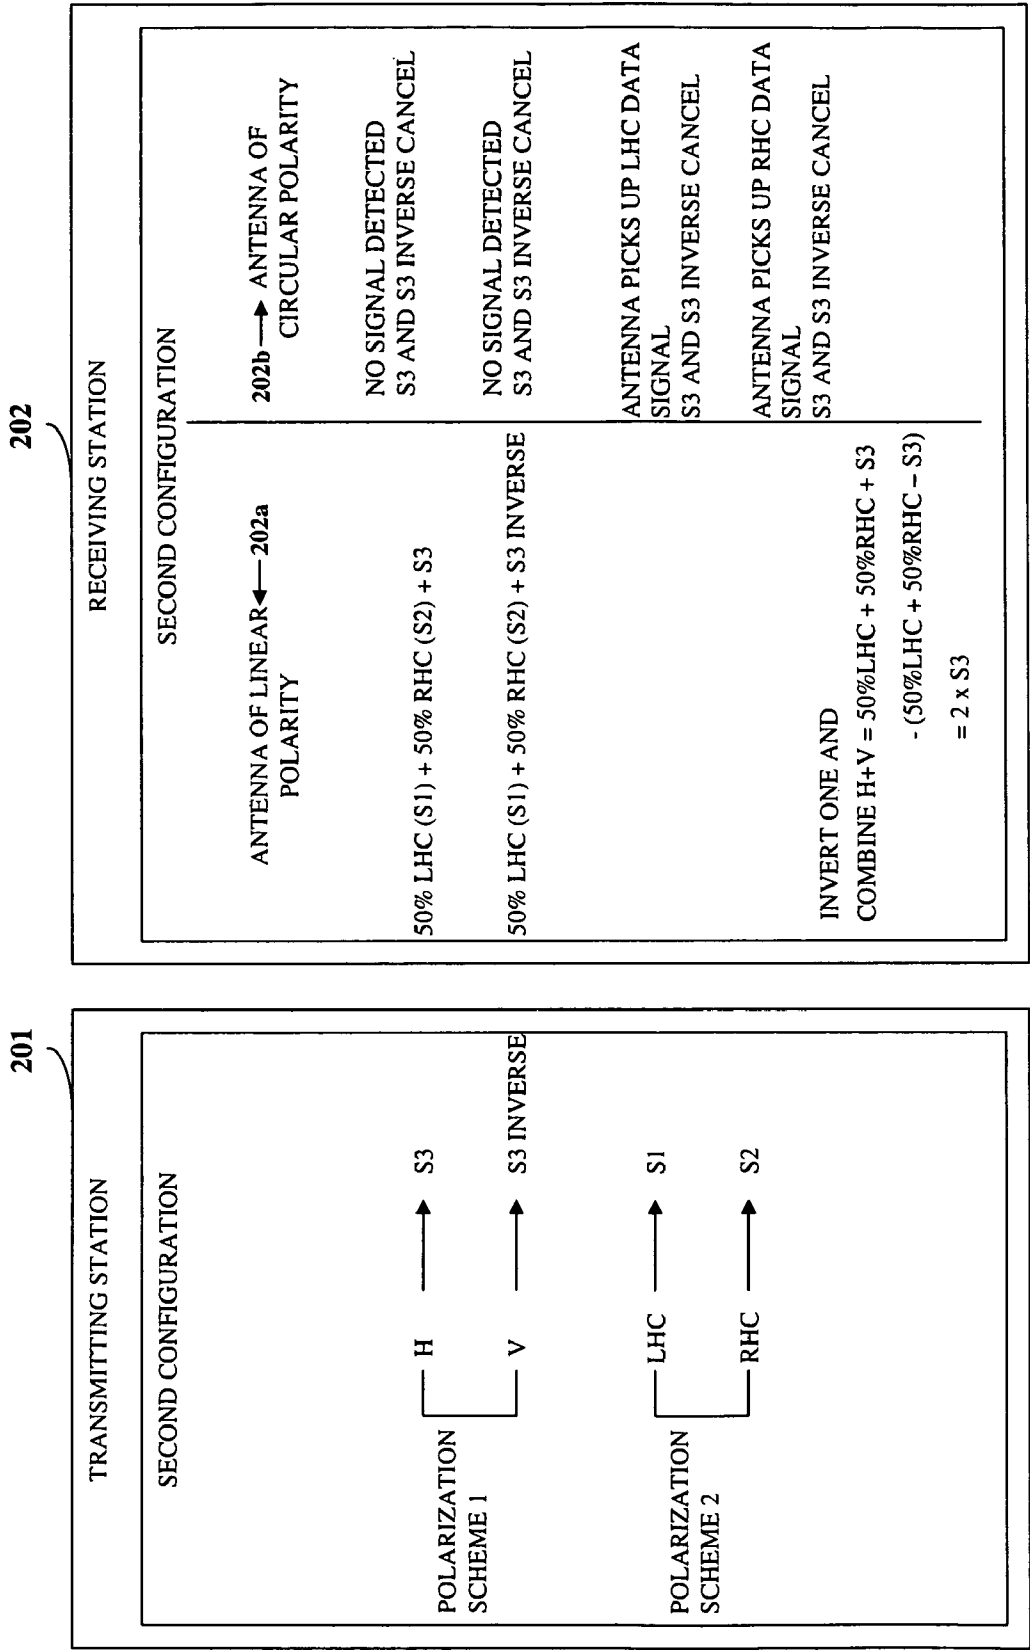 201
TRANSMITTING STATION
SECOND CONFIGURATION
POLARIZATION
SCHEME 1
H
S3
V
S3 INVERSE
POLARIZATION
SCHEME 2
LHC
S1
RHC
S2
202
RECEIVING STATION
SECOND CONFIGURATION
ANTENNA OF LINEAR 202a
POLARITY
202b ANTENNA OF
CIRCULAR POLARITY
50% LHC (S1) + 50% RHC (S2) + S3
NO SIGNAL DETECTED
S3 AND S3 INVERSE CANCEL
50% LHC (S1) + 50% RHC (S2) + S3 INVERSE
NO SIGNAL DETECTED
S3 AND S3 INVERSE CANCEL
ANTENNA PICKS UP LHC DATA
SIGNAL
S3 AND S3 INVERSE CANCEL
ANTENNA PICKS UP RHC DATA
SIGNAL
S3 AND S3 INVERSE CANCEL
INVERT ONE AND
COMBINE H+V = 50%LHC + 50%RHC + S3
- (50%LHC + 50%RHC – S3)
= 2 x S3